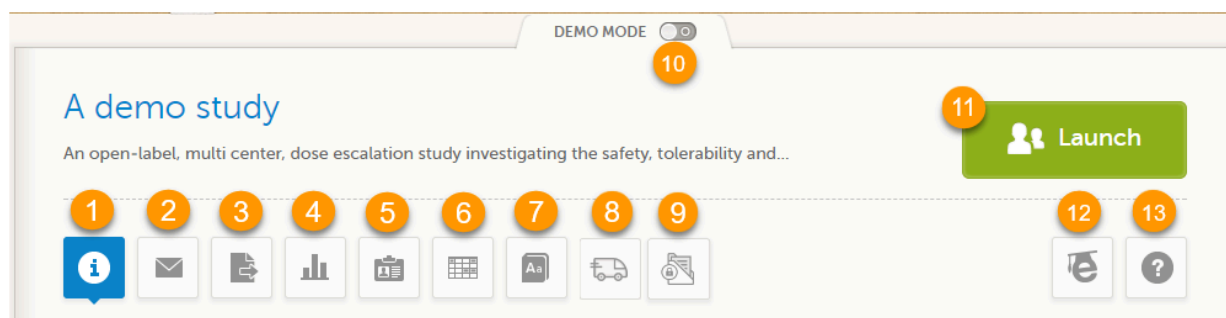 DEMO MODE
10
A demo study
11
Launch
An open-label, multi center, dose escalation study investigating the safety, tolerability and...
1 2 3 4 5 6 7 8 9 12 13
i Aa e ?